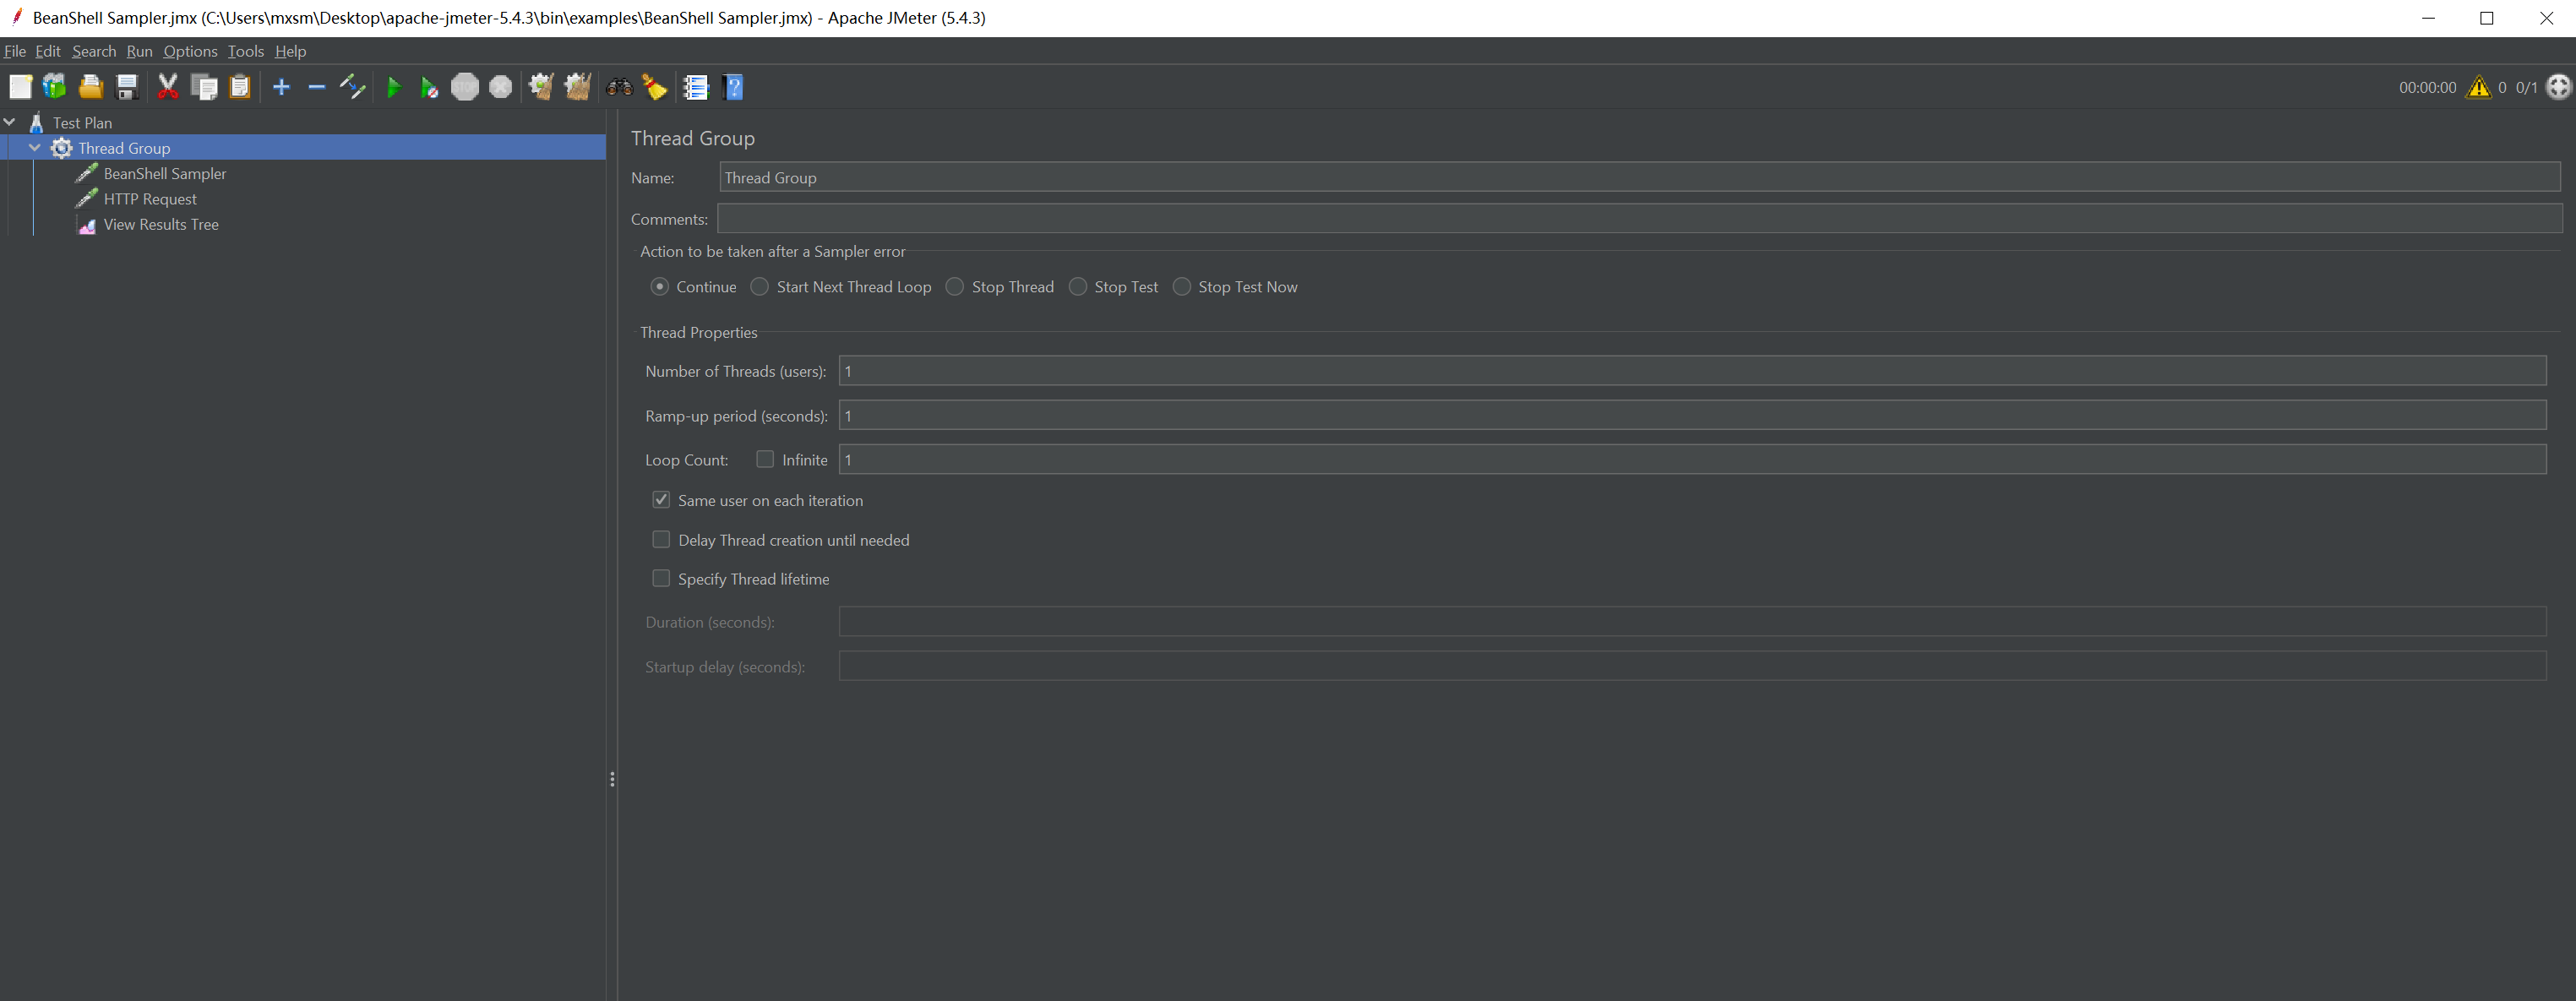 BeanShell Sampler.jmx (C:\Users\mxsm\Desktop\apache-jmeter-5.4.3\bin\examples\BeanShell Sampler.jmx) - Apache JMeter (5.4.3)
File Edit Search Run Options Tools Help
STOP
?
00:00:00 0 0/1
Test Plan
Thread Group
BeanShell Sampler
HTTP Request
View Results Tree
Thread Group
Name: Thread Group
Comments:
Action to be taken after a Sampler error
Continue Start Next Thread Loop Stop Thread Stop Test Stop Test Now
Thread Properties
Number of Threads (users): 1
Ramp-up period (seconds): 1
Loop Count: Infinite 1
Same user on each iteration
Delay Thread creation until needed
Specify Thread lifetime
Duration (seconds):
Startup delay (seconds):